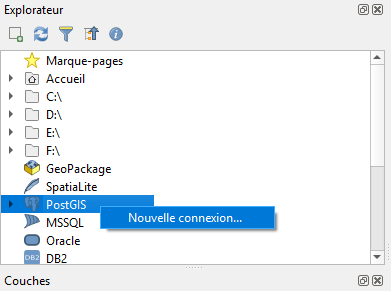 Explorateur
Marque-pages
Accueil
C:\
D:\
E:\
F:\
GeoPackage
SpatiaLite
PostGIS
Nouvelle connexion...
MSSQL
Oracle
DB2 DB2
Couches